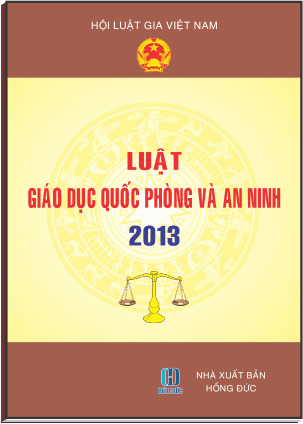 HỘI LUẬT GIA VIỆT NAM
LUẬT
GIÁO DỤC QUỐC PHÒNG VÀ AN NINH
2013
NHÀ XUẤT BẢN
HỒNG ĐỨC